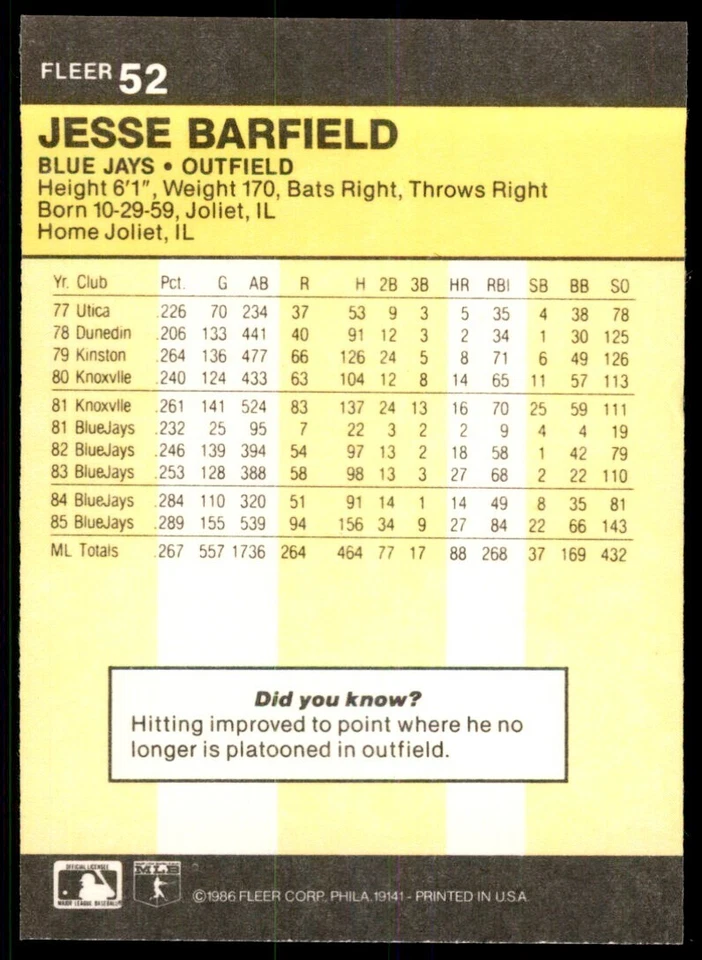 FLEER 52
JESSE BARFIELD
BLUE JAYS • OUTFIELD
Height 6'1", Weight 170, Bats Right, Throws Right
Born 10-29-59, Joliet, IL
Home Joliet, IL
Yr. Club Pct. G AB R H 2B 3B HR RBI SB BB SO
77 Utica .226 70 234 37 53 9 3 5 35 4 38 78
78 Dunedin .206 133 441 40 91 12 3 2 34 1 30 125
79 Kinston .264 136 477 66 126 24 5 8 71 6 49 126
80 Knoxvlle .240 124 433 63 104 12 8 14 65 11 57 113
81 Knoxvlle .261 141 524 83 137 24 13 16 70 25 59 111
81 BlueJays .232 25 95 7 22 3 2 2 9 4 4 19
82 BlueJays .246 139 394 54 97 13 2 18 58 1 42 79
83 BlueJays .253 128 388 58 98 13 3 27 68 2 22 110
84 BlueJays .284 110 320 51 91 14 1 14 49 8 35 81
85 BlueJays .289 155 539 94 156 34 9 27 84 22 66 143
ML Totals .267 557 1736 264 464 77 17 88 268 37 169 432
Did you know?
Hitting improved to point where he no
longer is platooned in outfield.
OFFICIAL LICENSEE
MAJOR LEAGUE BASEBALL
MLB
©1986 FLEER CORP. PHILA. 19141 - PRINTED IN U.S.A.